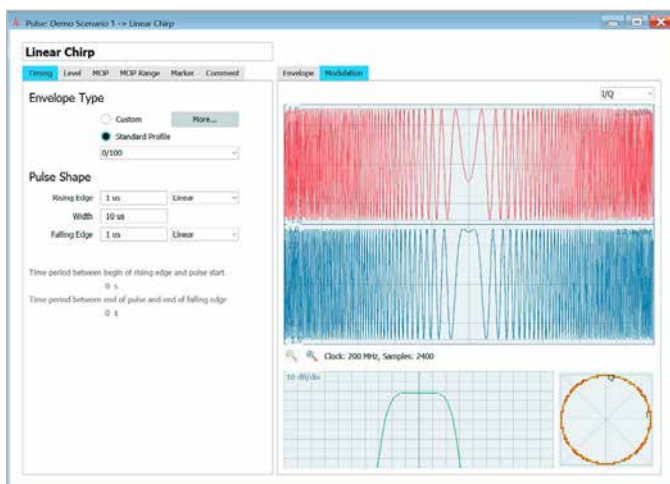 Pulse: Demo Scenario 1 -> Linear Chirp
Linear Chirp
Timing Level MOP MOP Range Marker Comment
Envelope Type
Custom More...
Standard Profile
0/100
Pulse Shape
Rising Edge 1 us Linear
Width 10 us
Falling Edge 1 us Linear
Time period between begin of rising edge and pulse start
0 s
Time period between end of pulse and end of falling edge
0 s
Envelope Modulation
I/Q
Clock: 200 MHz, Samples: 2400
10 dB/div